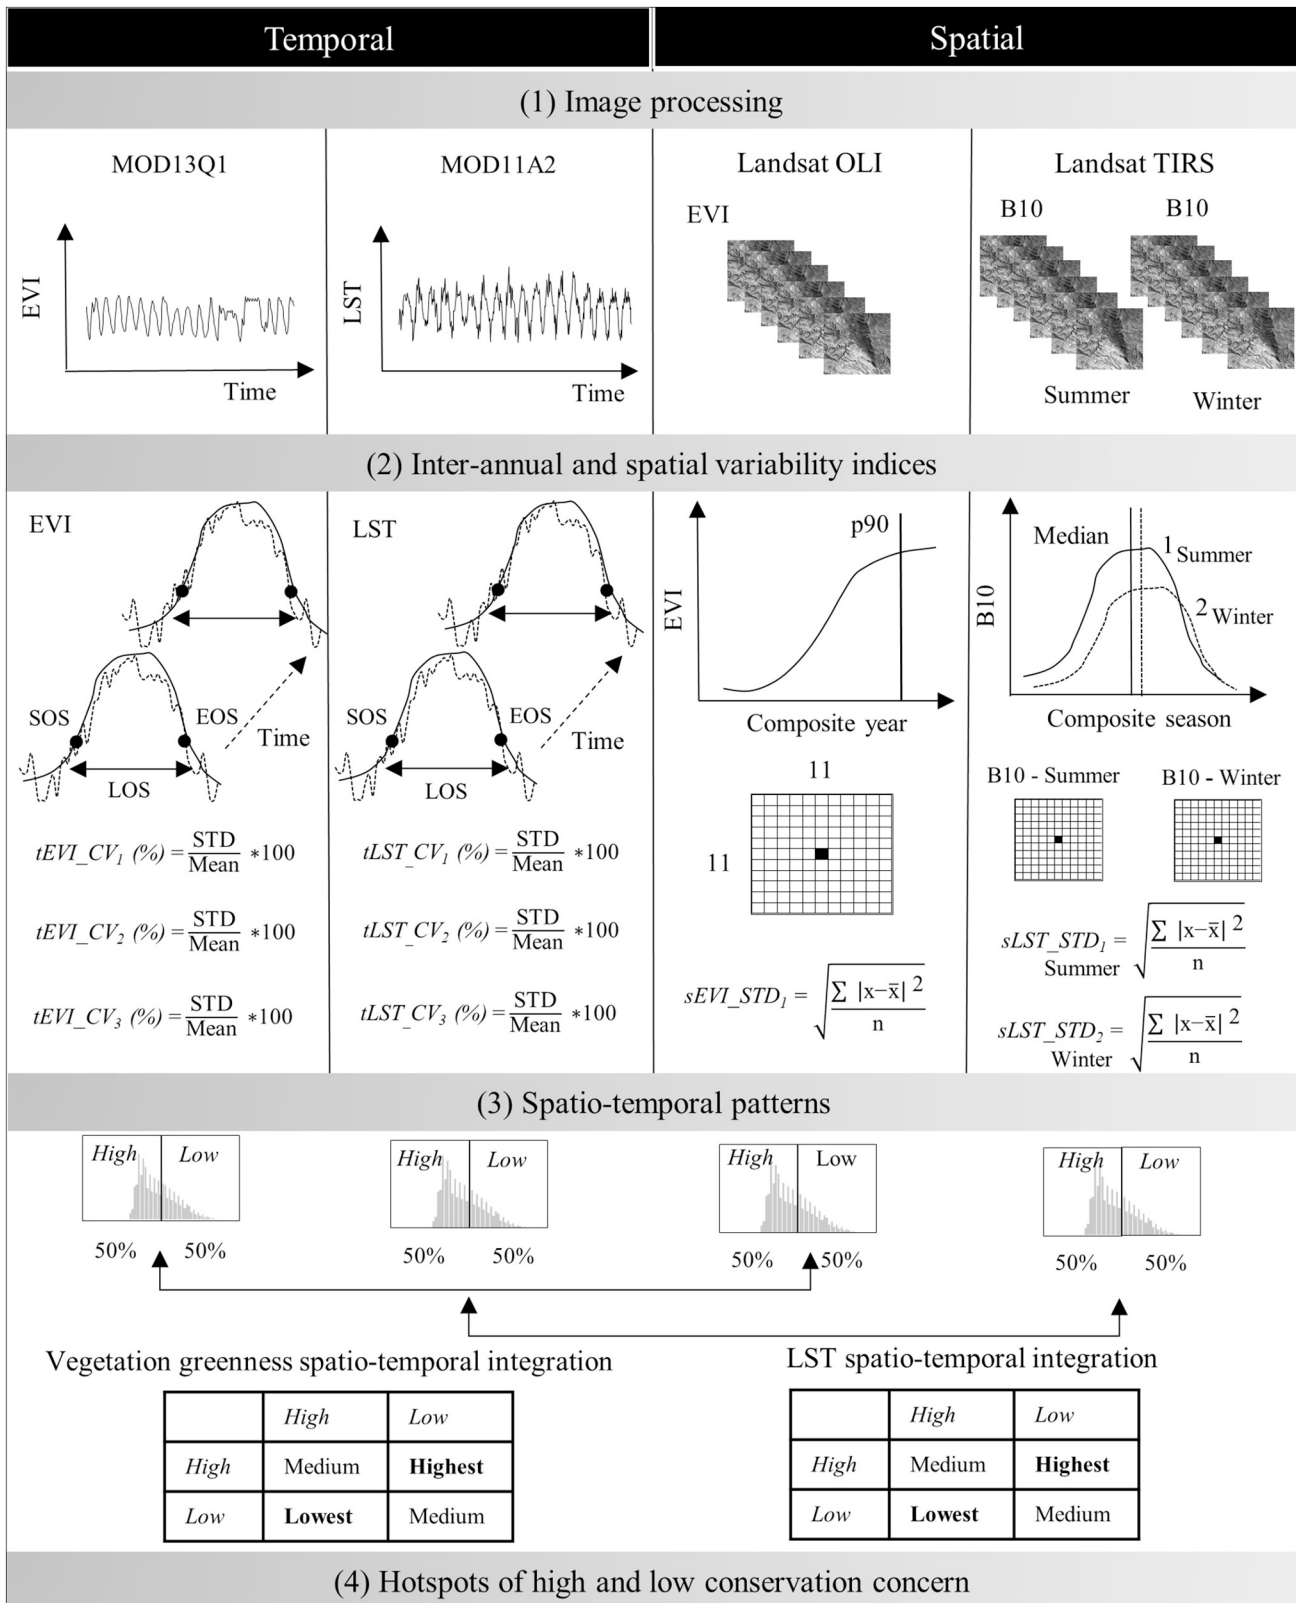 Temporal
Spatial
(1) Image processing
MOD13Q1
EVI
Time
MOD11A2
LST
Time
Landsat OLI
EVI
Landsat TIRS
B10
B10
Summer
Winter
(2) Inter-annual and spatial variability indices
EVI
SOS
EOS
LOS
Time
tEVI_CV₁ (%) = STD/Mean *100
tEVI_CV₂ (%) = STD/Mean *100
tEVI_CV₃ (%) = STD/Mean *100
LST
SOS
EOS
LOS
Time
tLST_CV₁ (%) = STD/Mean *100
tLST_CV₂ (%) = STD/Mean *100
tLST_CV₃ (%) = STD/Mean *100
p90
EVI
Composite year
11
11
sEVI_STD₁ = √(∑ |x−x̅|²/n)
Median
1 Summer
2 Winter
B10
Composite season
B10 - Summer
B10 - Winter
sLST_STD₁ = √(∑ |x−x̅|²/n)
Summer
sLST_STD₂ = √(∑ |x−x̅|²/n)
Winter
(3) Spatio-temporal patterns
High Low
50% 50%
High Low
50% 50%
High Low
50% 50%
High Low
50% 50%
Vegetation greenness spatio-temporal integration
High Low
High Medium Highest
Low Lowest Medium
LST spatio-temporal integration
High Low
High Medium Highest
Low Lowest Medium
(4) Hotspots of high and low conservation concern